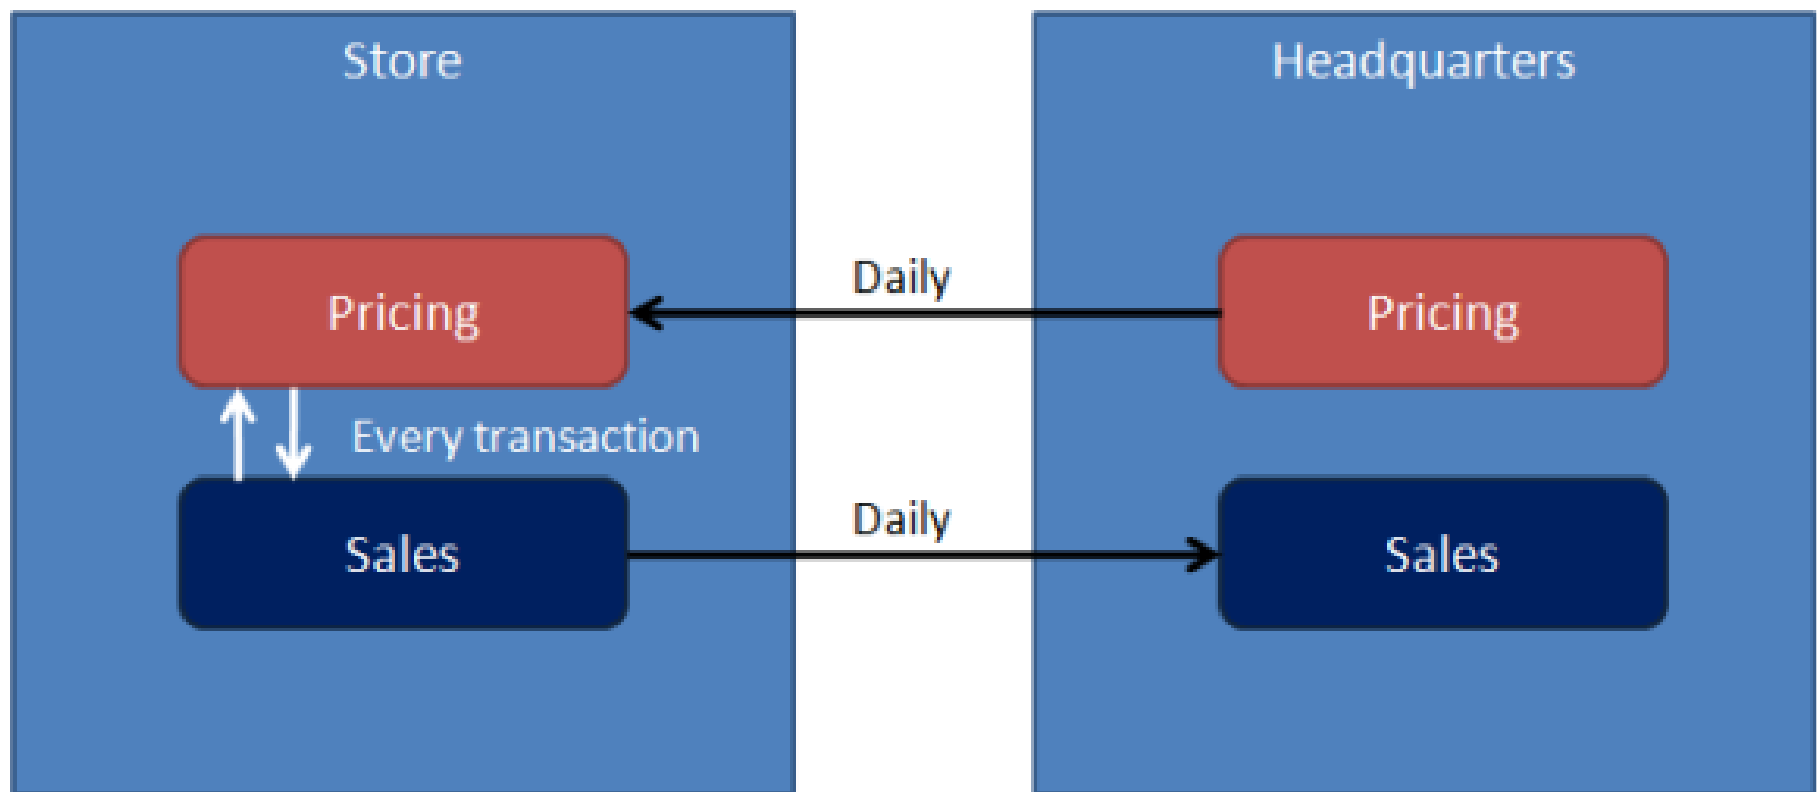 Store
Headquarters
Pricing
Daily
Pricing
Every transaction
Sales
Daily
Sales